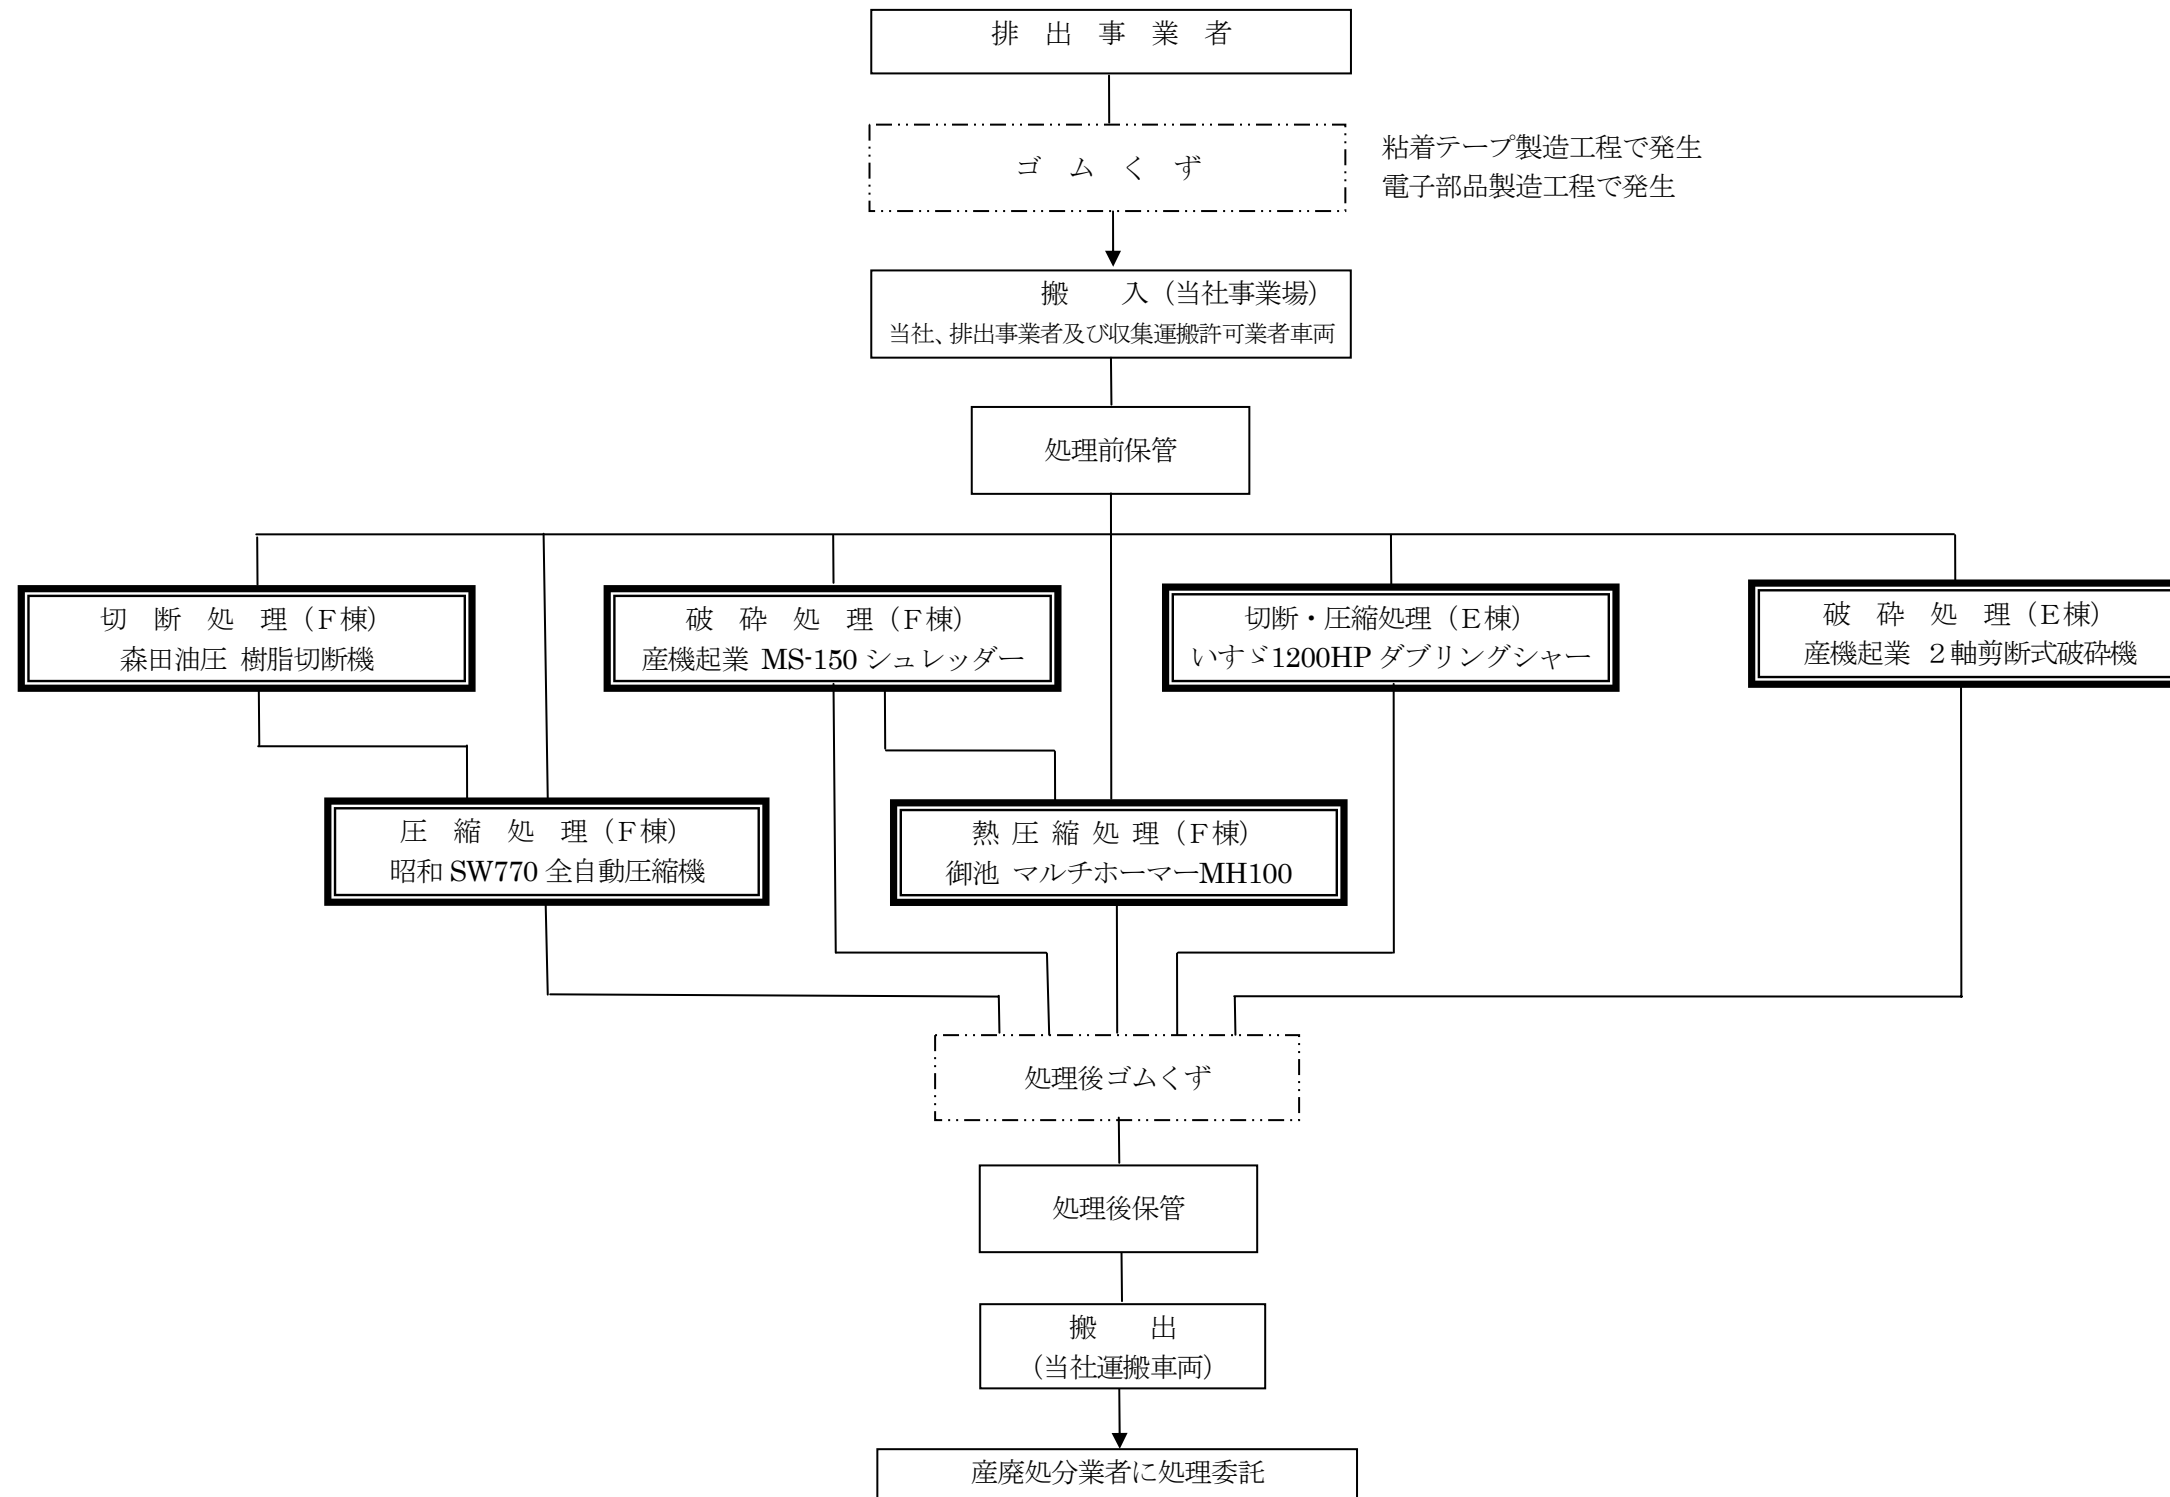 排　出　事　業　者
ゴ　ム　く　ず
粘着テープ製造工程で発生
電子部品製造工程で発生
搬　　入（当社事業場）
当社、排出事業者及び収集運搬許可業者車両
処理前保管
切　断　処　理（Ｆ棟）
森田油圧 樹脂切断機
破　砕　処　理（Ｆ棟）
産機起業 MS-150 シュレッダー
切断・圧縮処理（Ｅ棟）
いすゞ1200HP ダブリングシャー
破　砕　処　理（Ｅ棟）
産機起業 ２軸剪断式破砕機
圧　縮　処　理（Ｆ棟）
昭和 SW770 全自動圧縮機
熱 圧 縮 処 理（Ｆ棟）
御池 マルチホーマーMH100
処理後ゴムくず
処理後保管
搬　　出
（当社運搬車両）
産廃処分業者に処理委託